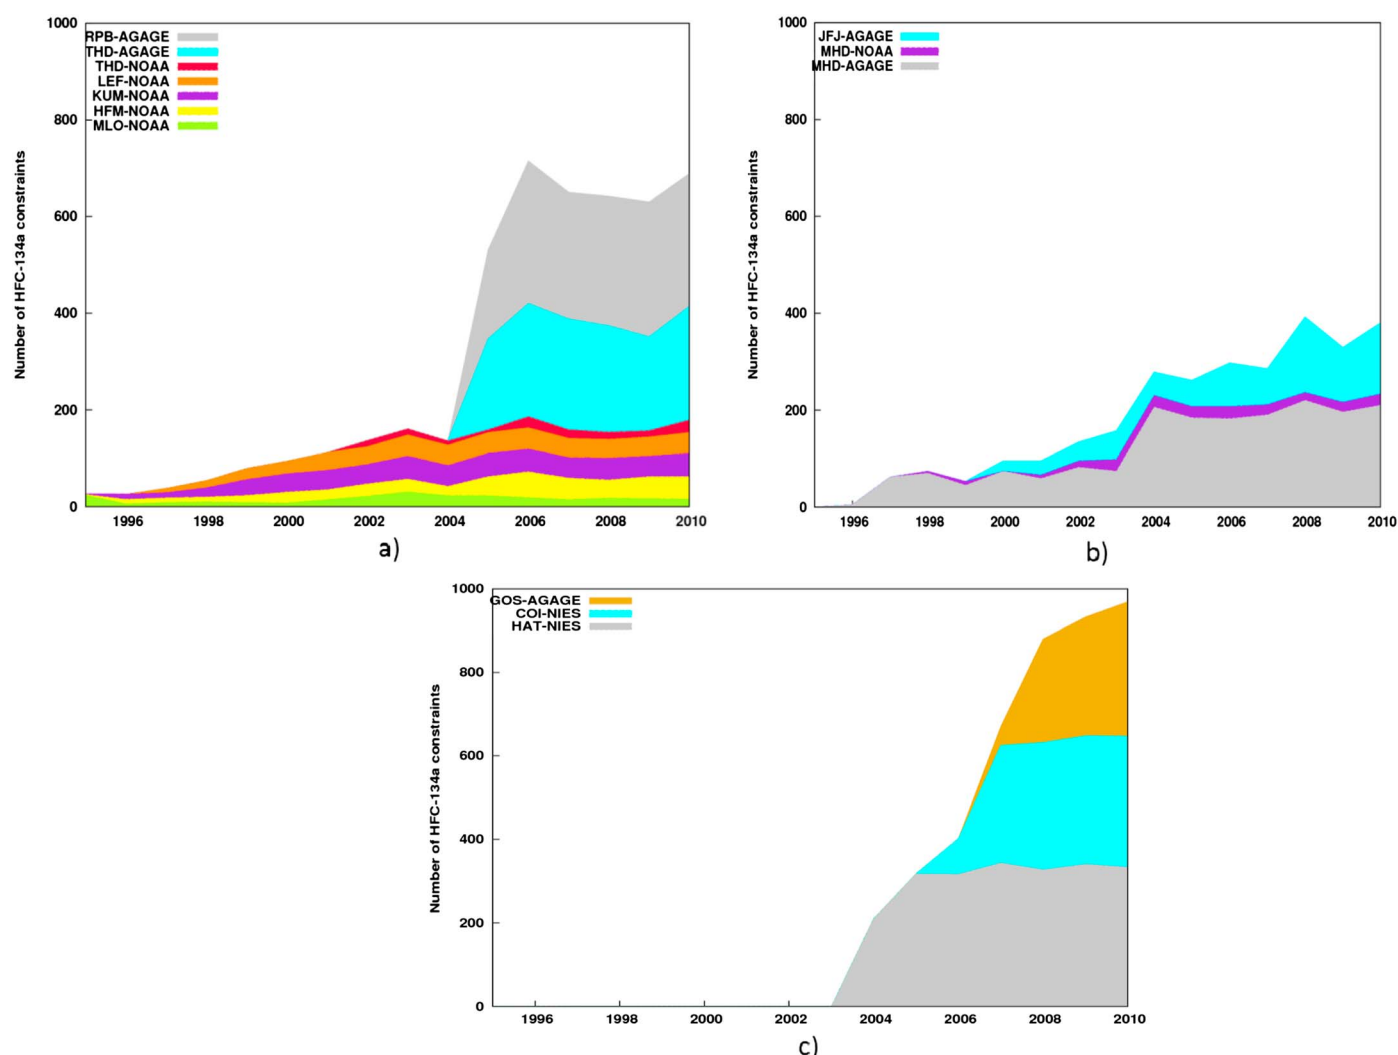 1000
800
600
400
200
0
Number of HFC-134a constraints
RPB-AGAGE
THD-AGAGE
THD-NOAA
LEF-NOAA
KUM-NOAA
HFM-NOAA
MLO-NOAA
1996 1998 2000 2002 2004 2006 2008 2010
a)
1000
800
600
400
200
0
Number of HFC-134a constraints
JFJ-AGAGE
MHD-NOAA
MHD-AGAGE
1996 1998 2000 2002 2004 2006 2008 2010
b)
1000
800
600
400
200
0
Number of HFC-134a constraints
GOS-AGAGE
COI-NIES
HAT-NIES
1996 1998 2000 2002 2004 2006 2008 2010
c)